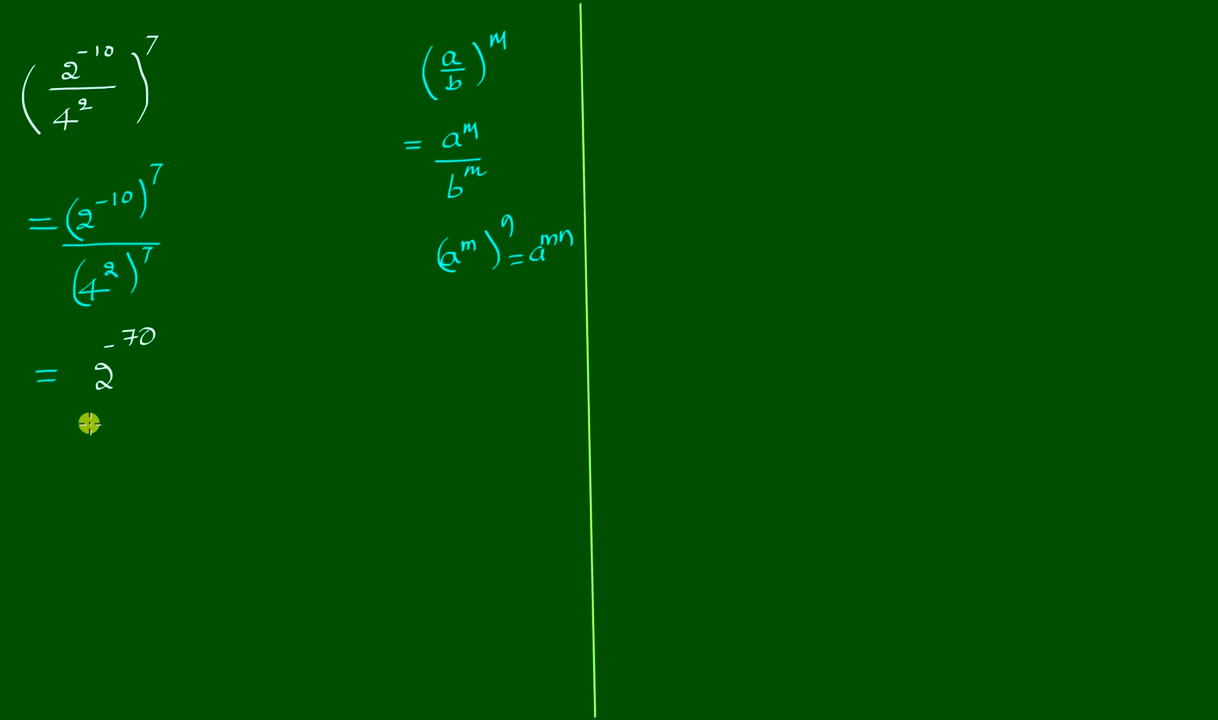 (2^-10 / 4^2)^7
= (2^-10)^7 / (4^2)^7
= 2^-70
(a/b)^m
= a^m / b^m
(a^m)^n = a^mn